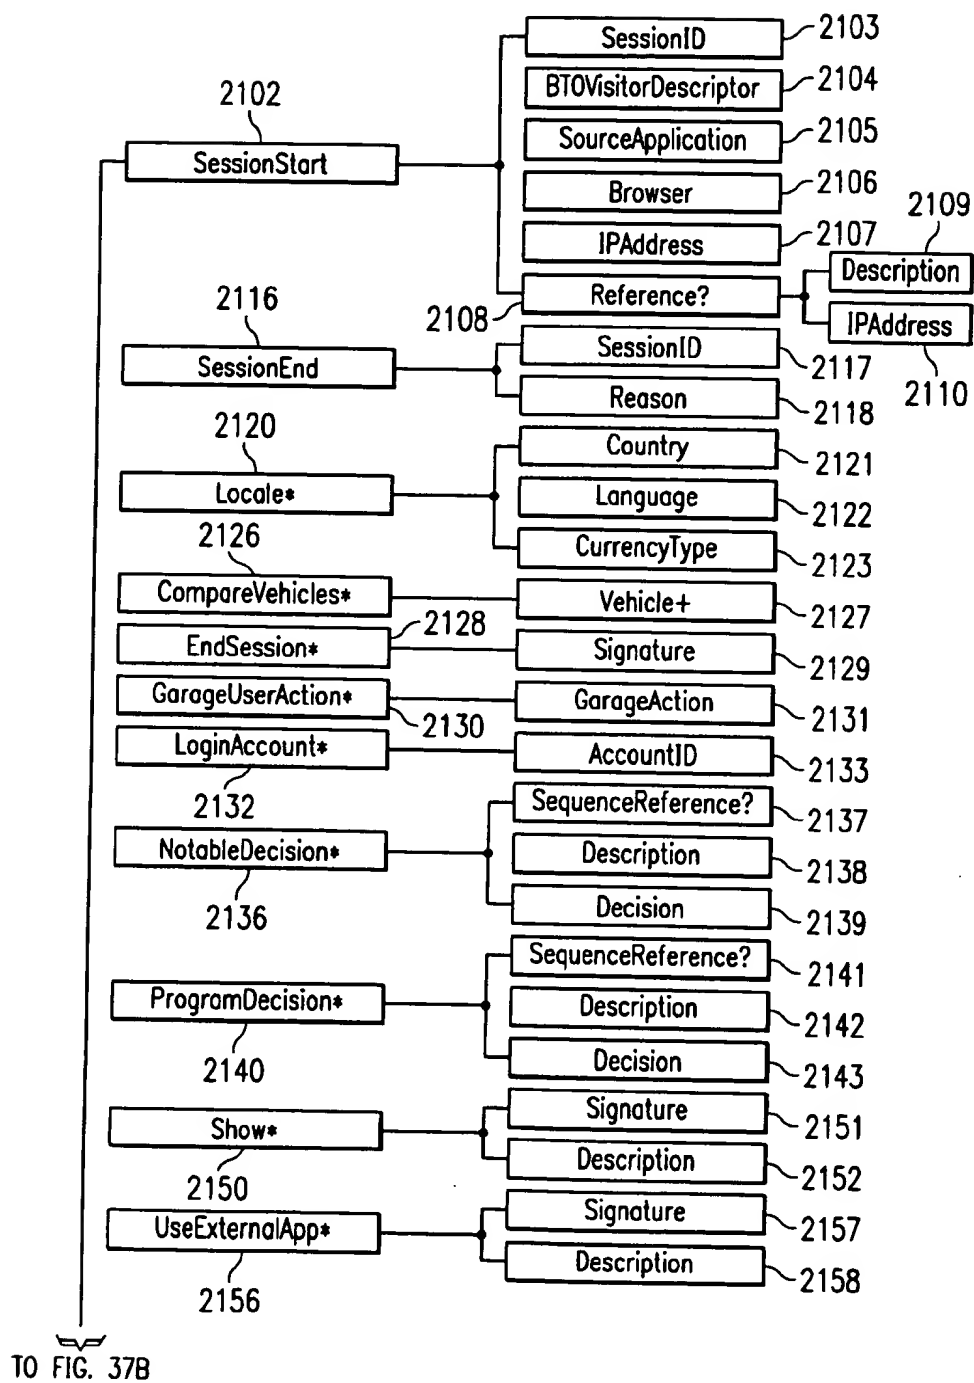 SessionID
2103
2102
BTOVisitorDescriptor
2104
SourceApplication
2105
SessionStart
Browser
2106
2109
IPAddress
2107
Description
2116
2108
Reference?
IPAddress
SessionEnd
SessionID
2117
2110
2120
Reason
2118
Locale*
Country
2121
Language
2122
2126
CurrencyType
2123
CompareVehicles*
Vehicle+
2127
EndSession*
2128
Signature
2129
GarageUserAction*
2130
GarageAction
2131
LoginAccount*
AccountID
2133
2132
SequenceReference?
2137
NotableDecision*
Description
2138
2136
Decision
2139
SequenceReference?
2141
ProgramDecision*
Description
2142
2140
Decision
2143
Show*
Signature
2151
2150
Description
2152
UseExternalApp*
Signature
2157
2156
Description
2158
TO FIG. 37B